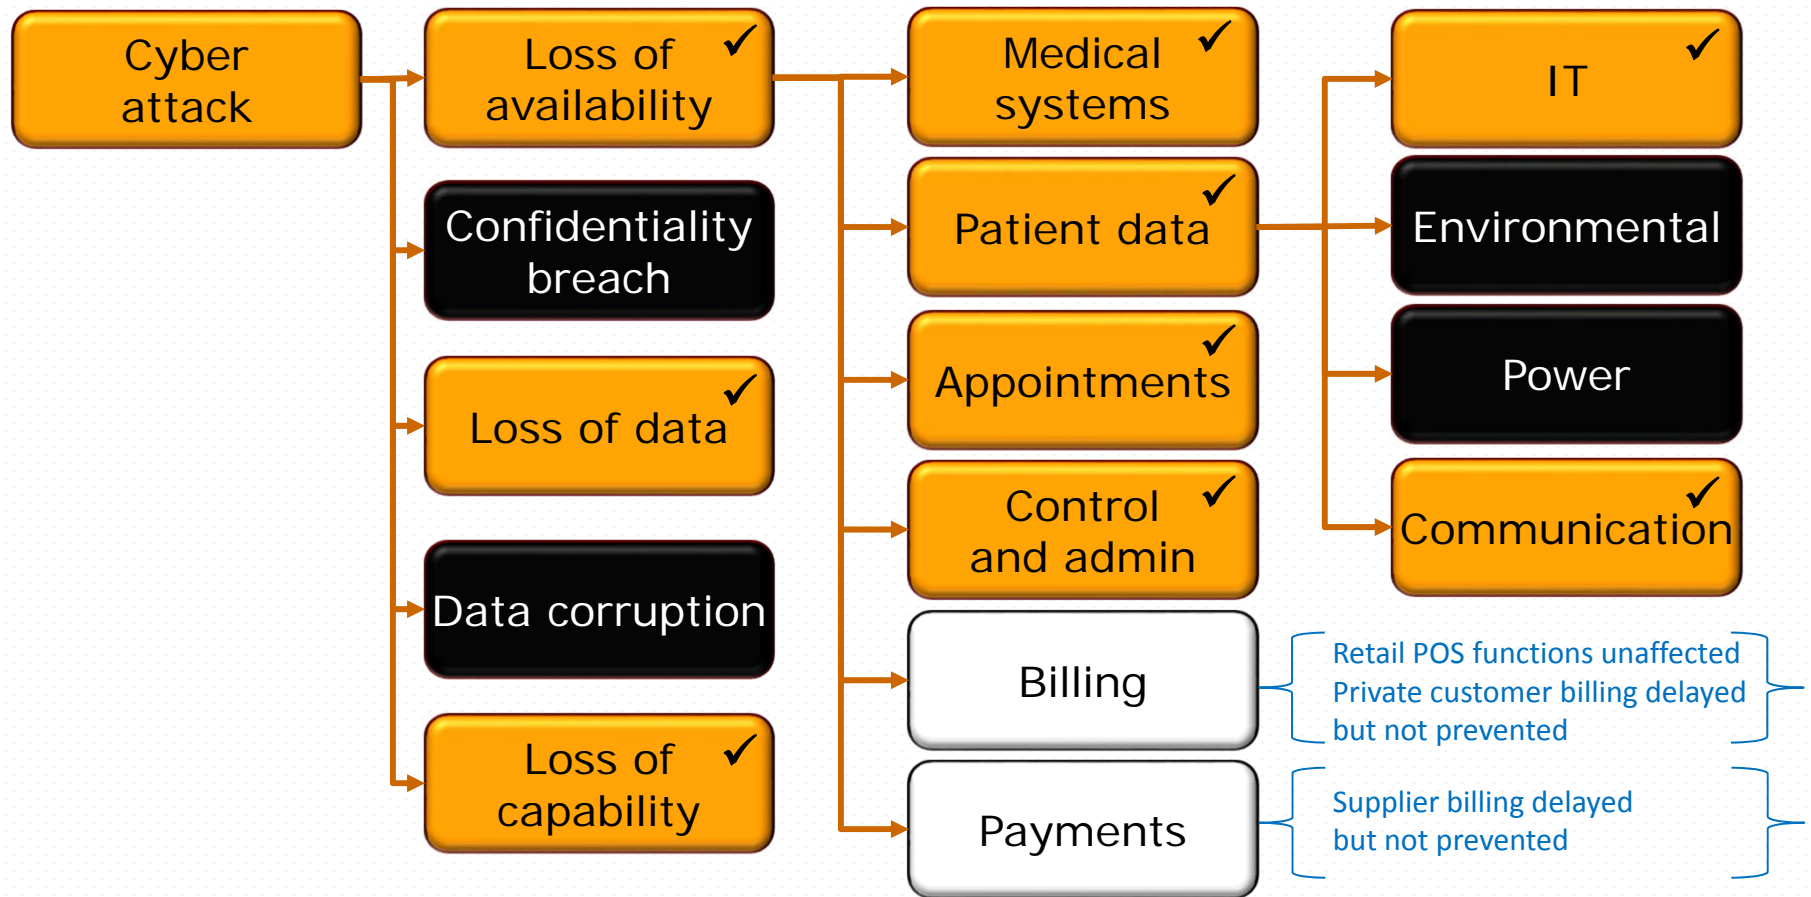 Cyber
attack
Loss of
availability
Confidentiality
breach
Loss of data
Data corruption
Loss of
capability
Medical
systems
Patient data
Appointments
Control
and admin
Billing
Payments
IT
Environmental
Power
Communication
Retail POS functions unaffected
Private customer billing delayed
but not prevented
Supplier billing delayed
but not prevented